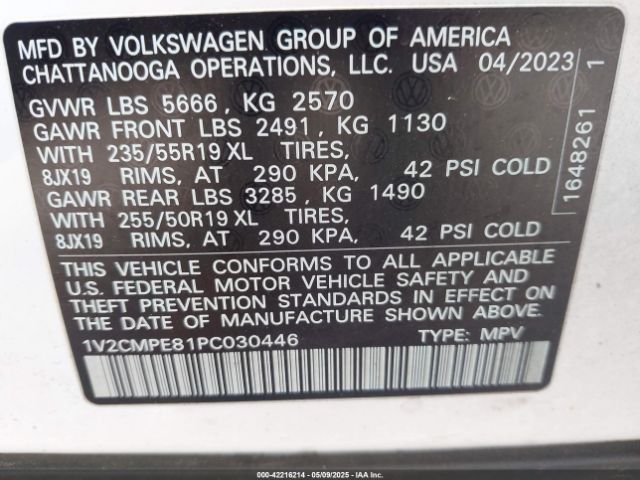 MFD BY VOLKSWAGEN GROUP OF AMERICA
CHATTANOOGA OPERATIONS, LLC. USA 04/2023
GVWR LBS 5666 , KG 2570
GAWR FRONT LBS 2491 , KG 1130
WITH 235/55R19 XL TIRES,
8JX19 RIMS, AT 290 KPA, 42 PSI COLD
GAWR REAR LBS 3285 , KG 1490
WITH 255/50R19 XL TIRES,
8JX19 RIMS, AT 290 KPA, 42 PSI COLD
THIS VEHICLE CONFORMS TO ALL APPLICABLE
U.S. FEDERAL MOTOR VEHICLE SAFETY AND
THEFT PREVENTION STANDARDS IN EFFECT ON
THE DATE OF MANUFACTURE SHOWN ABOVE.
1V2CMPE81PC030446 TYPE: MPV
1648261 1
000-42216214 - 05/09/2025 - IAA, Inc.